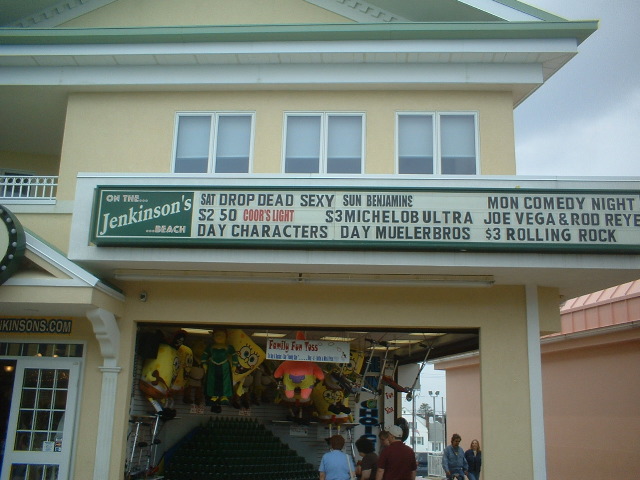 ON THE...
Jenkinson's
...BEACH
SAT DROP DEAD SEXY SUN BENJAMINS MON COMEDY NIGHT
$2 50 COOR'S LIGHT $3 MICHELOB ULTRA JOE VEGA & ROD REYE
DAY CHARACTERS DAY MUELERBROS $3 ROLLING ROCK
NKINSONS.COM
Family Fun Toss